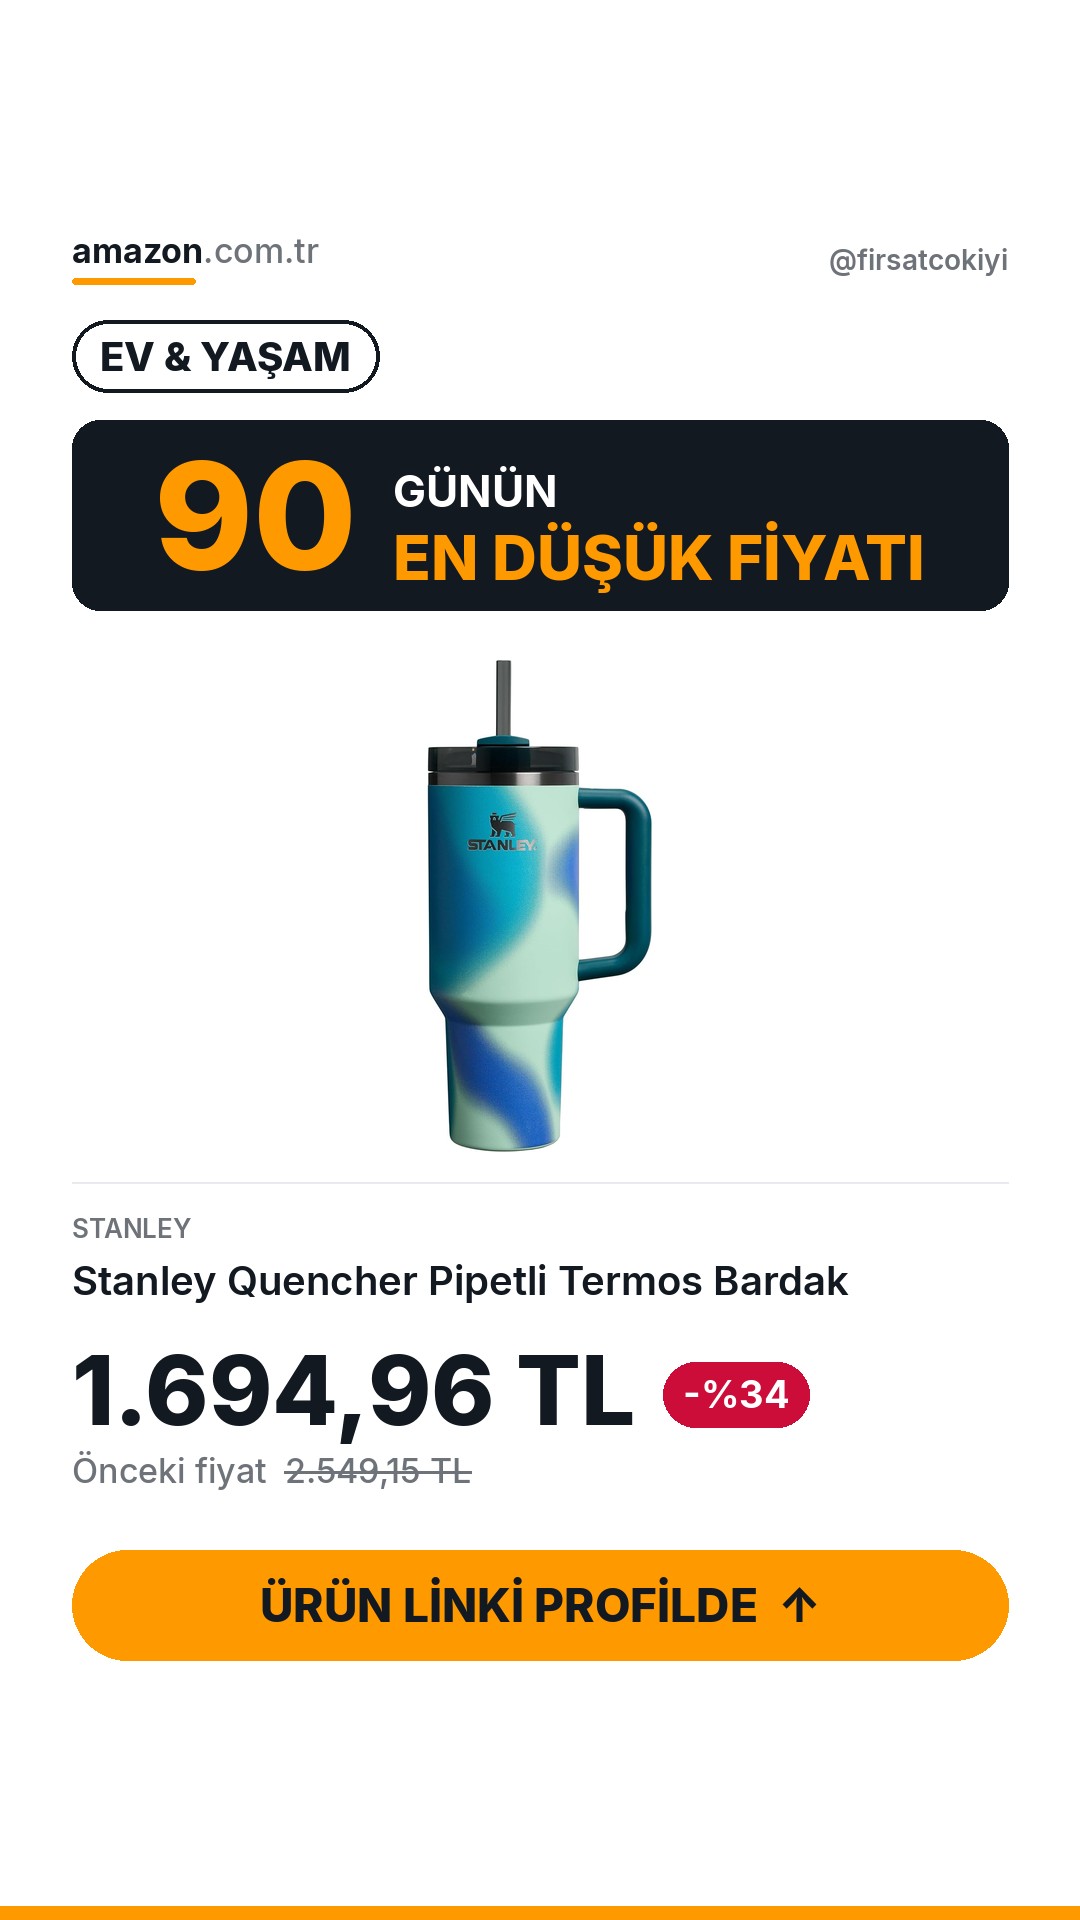 amazon.com.tr
@firsatcokiyi
EV & YAŞAM
90
GÜNÜN
EN DÜŞÜK FİYATI
STANLEY.
STANLEY
Stanley Quencher Pipetli Termos Bardak
1.694,96 TL -%34
Önceki fiyat 2.549,15 TL
ÜRÜN LİNKİ PROFİLDE ↑